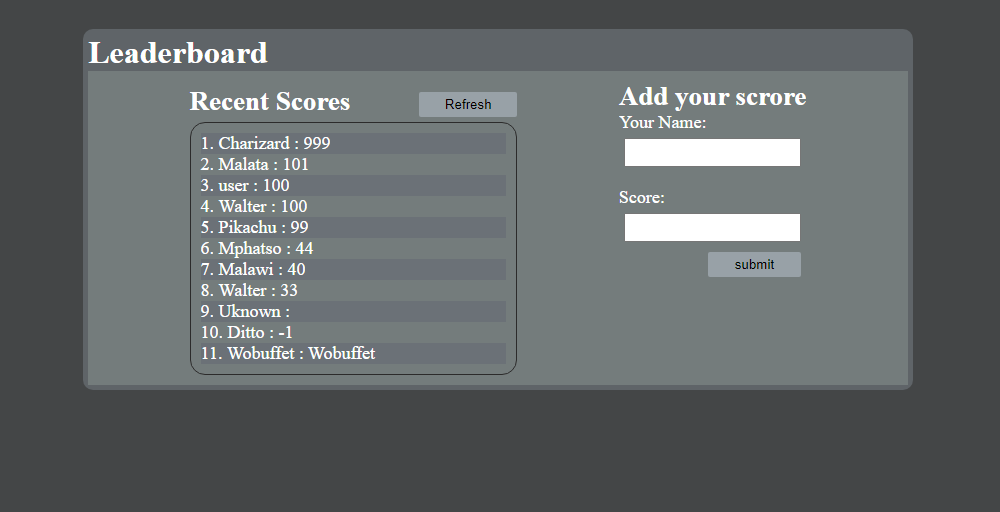 Leaderboard
Recent Scores
Refresh
1. Charizard : 999
2. Malata : 101
3. user : 100
4. Walter : 100
5. Pikachu : 99
6. Mphatso : 44
7. Malawi : 40
8. Walter : 33
9. Uknown :
10. Ditto : -1
11. Wobuffet : Wobuffet
Add your scrore
Your Name:
Score:
submit